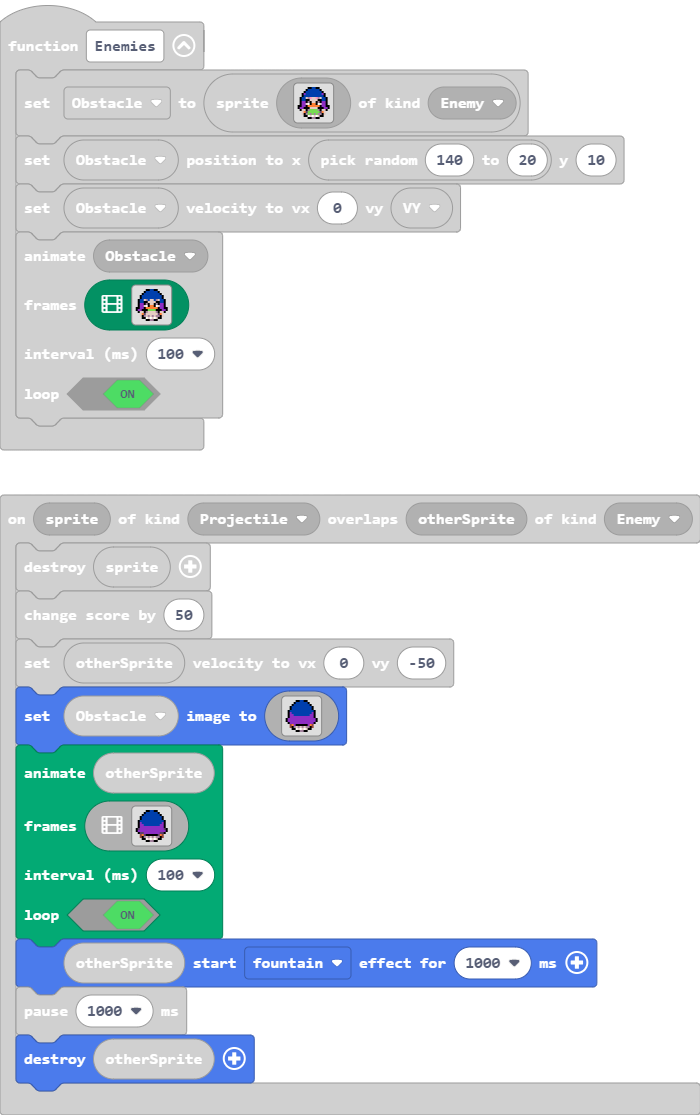 function Enemies
set Obstacle to sprite of kind Enemy
set Obstacle position to x pick random 140 to 20 y 10
set Obstacle velocity to vx 0 vy VY
animate Obstacle
frames
interval (ms) 100
loop ON
on sprite of kind Projectile overlaps otherSprite of kind Enemy
destroy sprite
change score by 50
set otherSprite velocity to vx 0 vy -50
set Obstacle image to
animate otherSprite
frames
interval (ms) 100
loop ON
otherSprite start fountain effect for 1000 ms
pause 1000 ms
destroy otherSprite